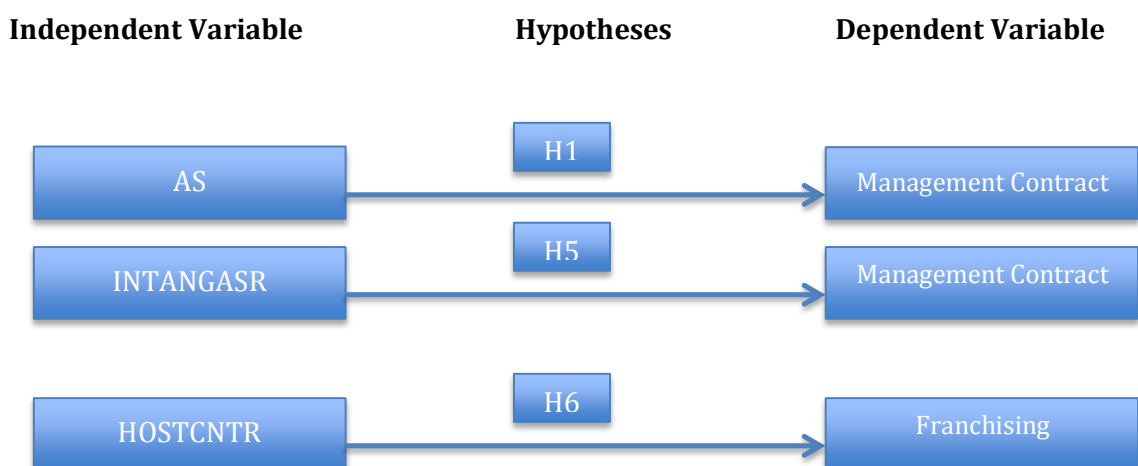 Independent Variable Hypotheses Dependent Variable
H1
AS Management Contract
H5
INTANGASR Management Contract
H6
HOSTCNTR Franchising